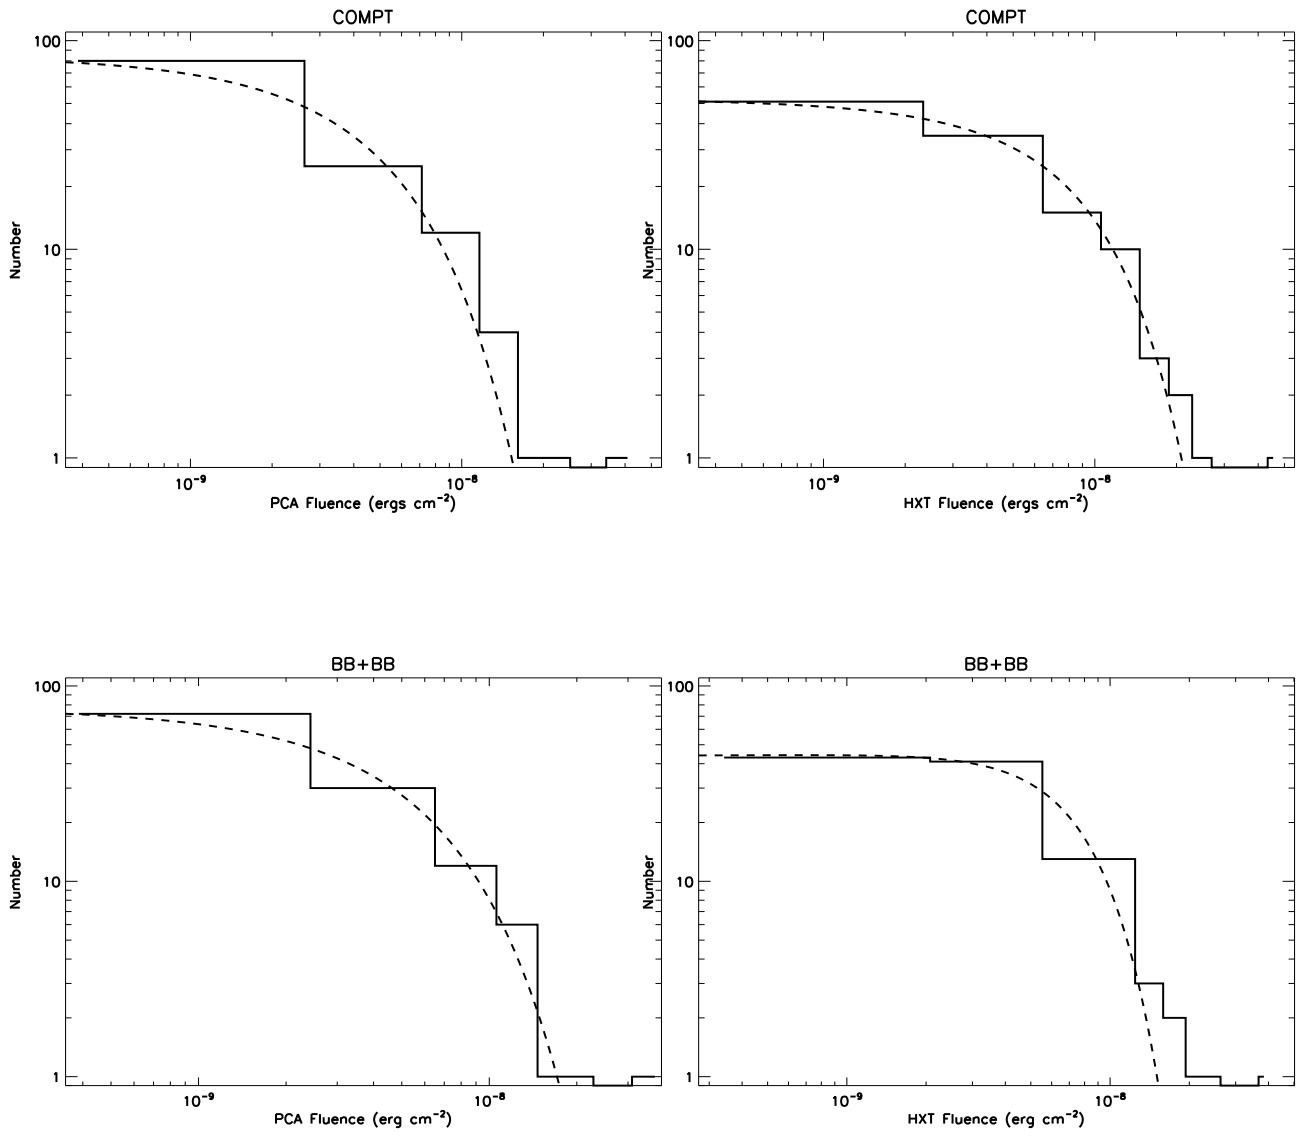 COMPT
100
10
1
Number
10⁻⁹
10⁻⁸
PCA Fluence (ergs cm⁻²)
COMPT
100
10
1
Number
10⁻⁹
10⁻⁸
HXT Fluence (ergs cm⁻²)
BB+BB
100
10
1
Number
10⁻⁹
10⁻⁸
PCA Fluence (erg cm⁻²)
BB+BB
100
10
1
Number
10⁻⁹
10⁻⁸
HXT Fluence (erg cm⁻²)